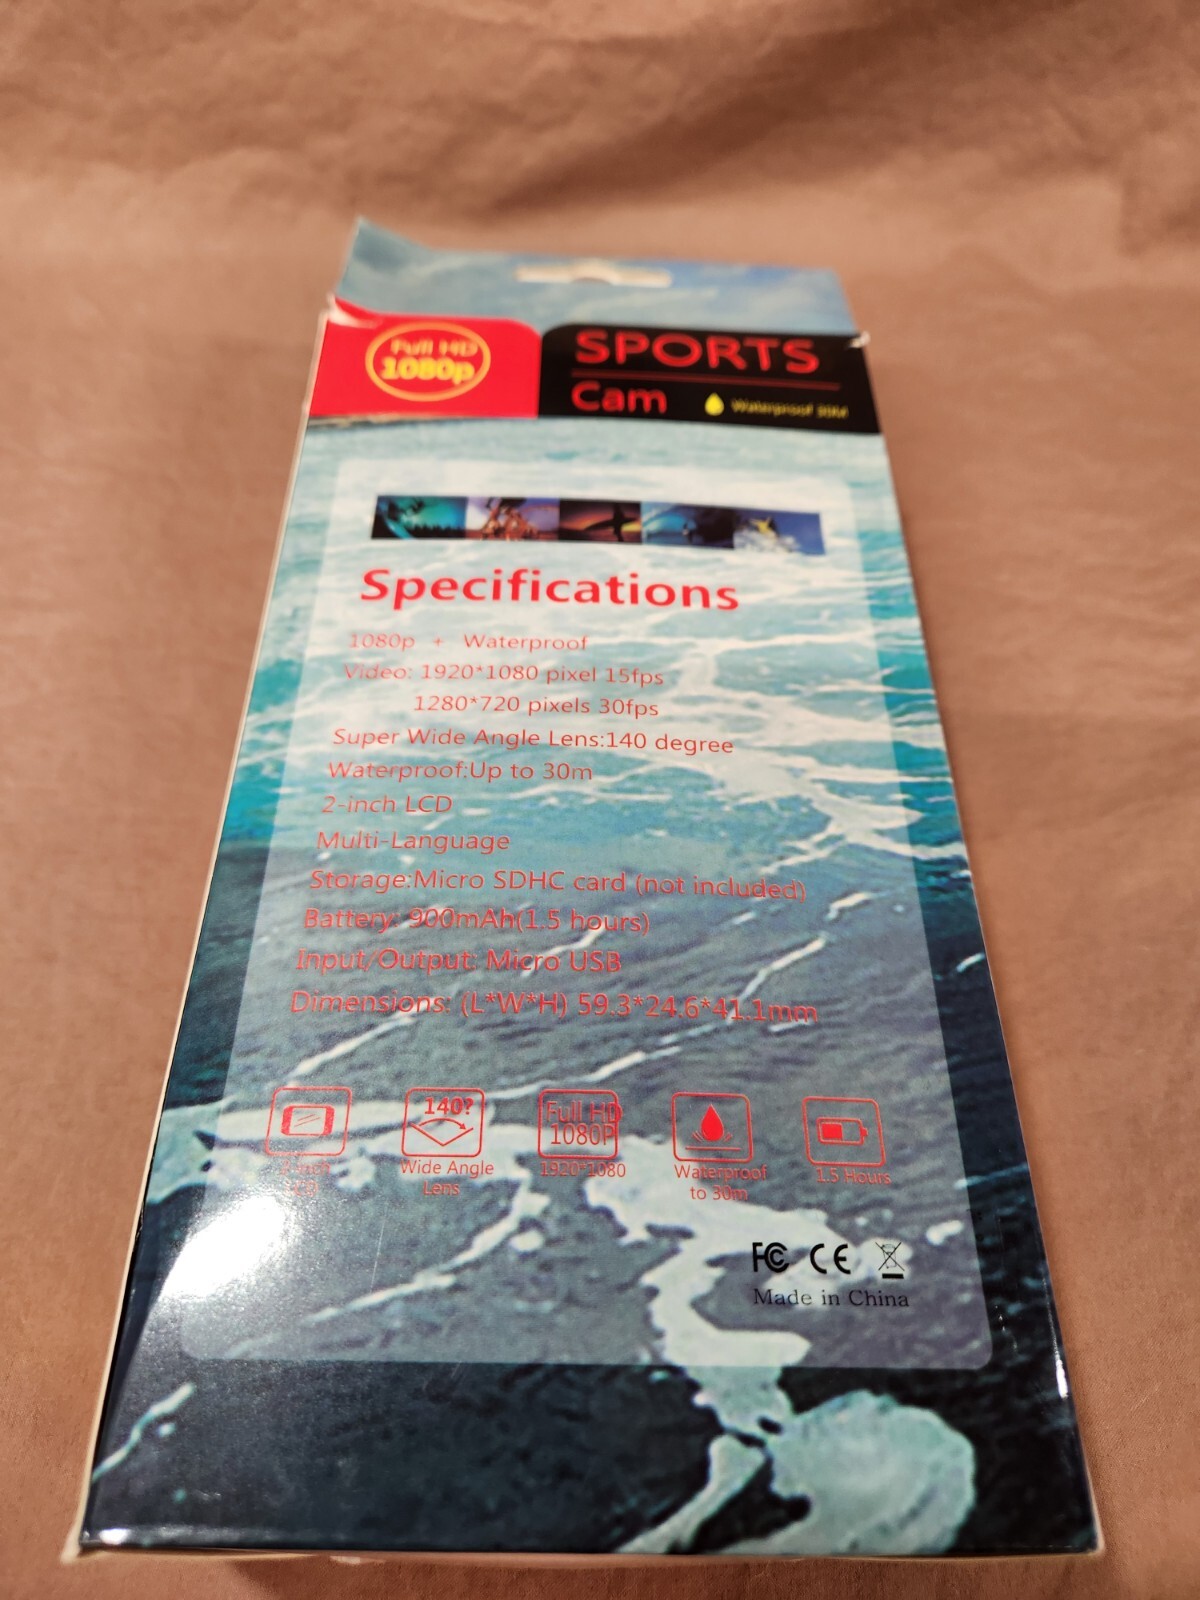 Full HD
1080p
SPORTS
Cam
Waterproof 30M
Specifications
1080p + Waterproof
Video: 1920*1080 pixel 15fps
1280*720 pixels 30fps
Super Wide Angle Lens:140 degree
Waterproof:Up to 30m
2-inch LCD
Multi-Language
Storage:Micro SDHC card (not included)
Battery: 900mAh(1.5 hours)
Input/Output: Micro USB
Dimensions: (L*W*H) 59.3*24.6*41.1mm
140?
Full HD
1080P
2 inch
LCD
Wide Angle
Lens
1920*1080
Waterproof
to 30m
1.5 Hours
FC CE
Made in China